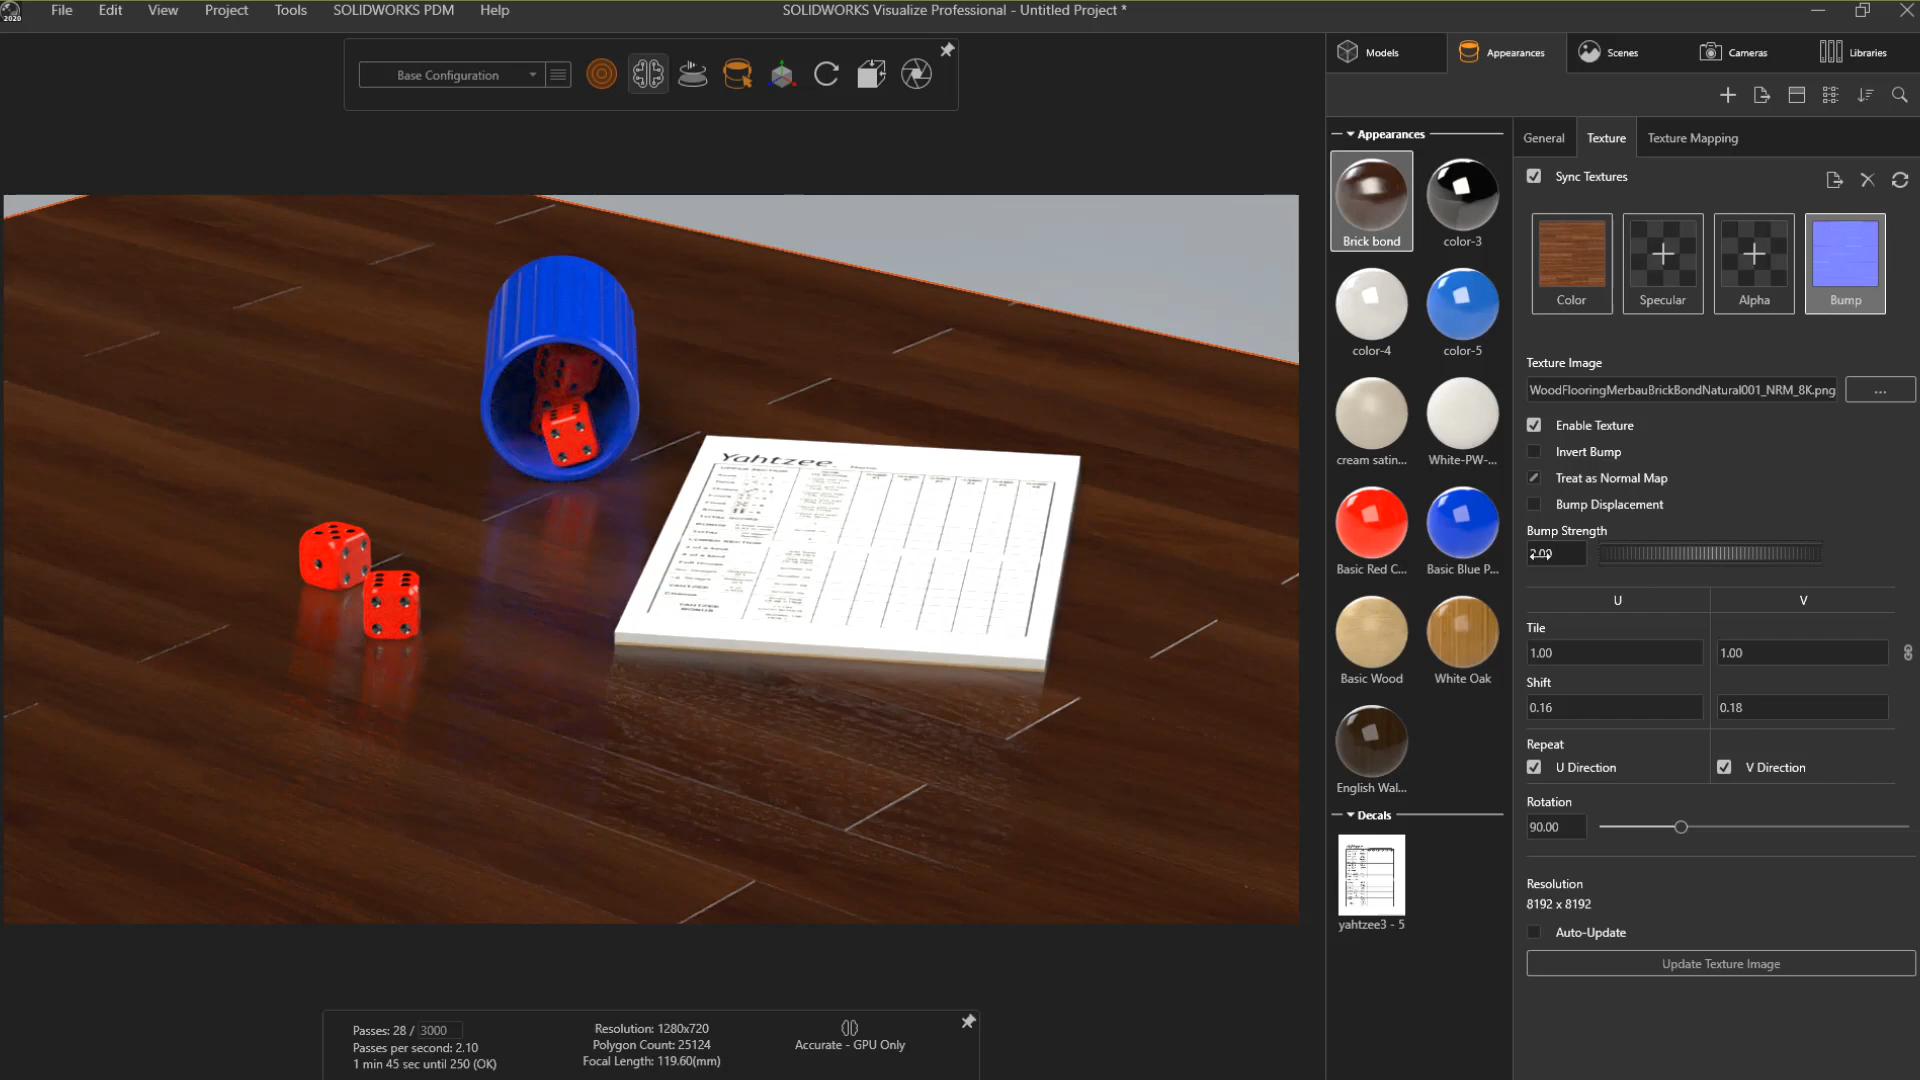 2020
File Edit View Project Tools SOLIDWORKS PDM Help
SOLIDWORKS Visualize Professional - Untitled Project *
Base Configuration
Models Appearances Scenes Cameras Libraries
Appearances
Brick bond
color-3
color-4
color-5
cream satin...
White-PW-...
Basic Red C...
Basic Blue P...
Basic Wood
White Oak
English Wal...
Decals
yahtzee3 - 5
General Texture Texture Mapping
Sync Textures
Color Specular Alpha Bump
Texture Image
WoodFlooringMerbauBrickBondNatural001_NRM_8K.png
...
Enable Texture
Invert Bump
Treat as Normal Map
Bump Displacement
Bump Strength
2.00
U V
Tile
1.00 1.00
Shift
0.16 0.18
Repeat
U Direction V Direction
Rotation
90.00
Resolution
8192 x 8192
Auto-Update
Update Texture Image
Yahtzee
Passes: 28 / 3000
Passes per second: 2.10
1 min 45 sec until 250 (OK)
Resolution: 1280x720
Polygon Count: 25124
Focal Length: 119.60(mm)
Accurate - GPU Only